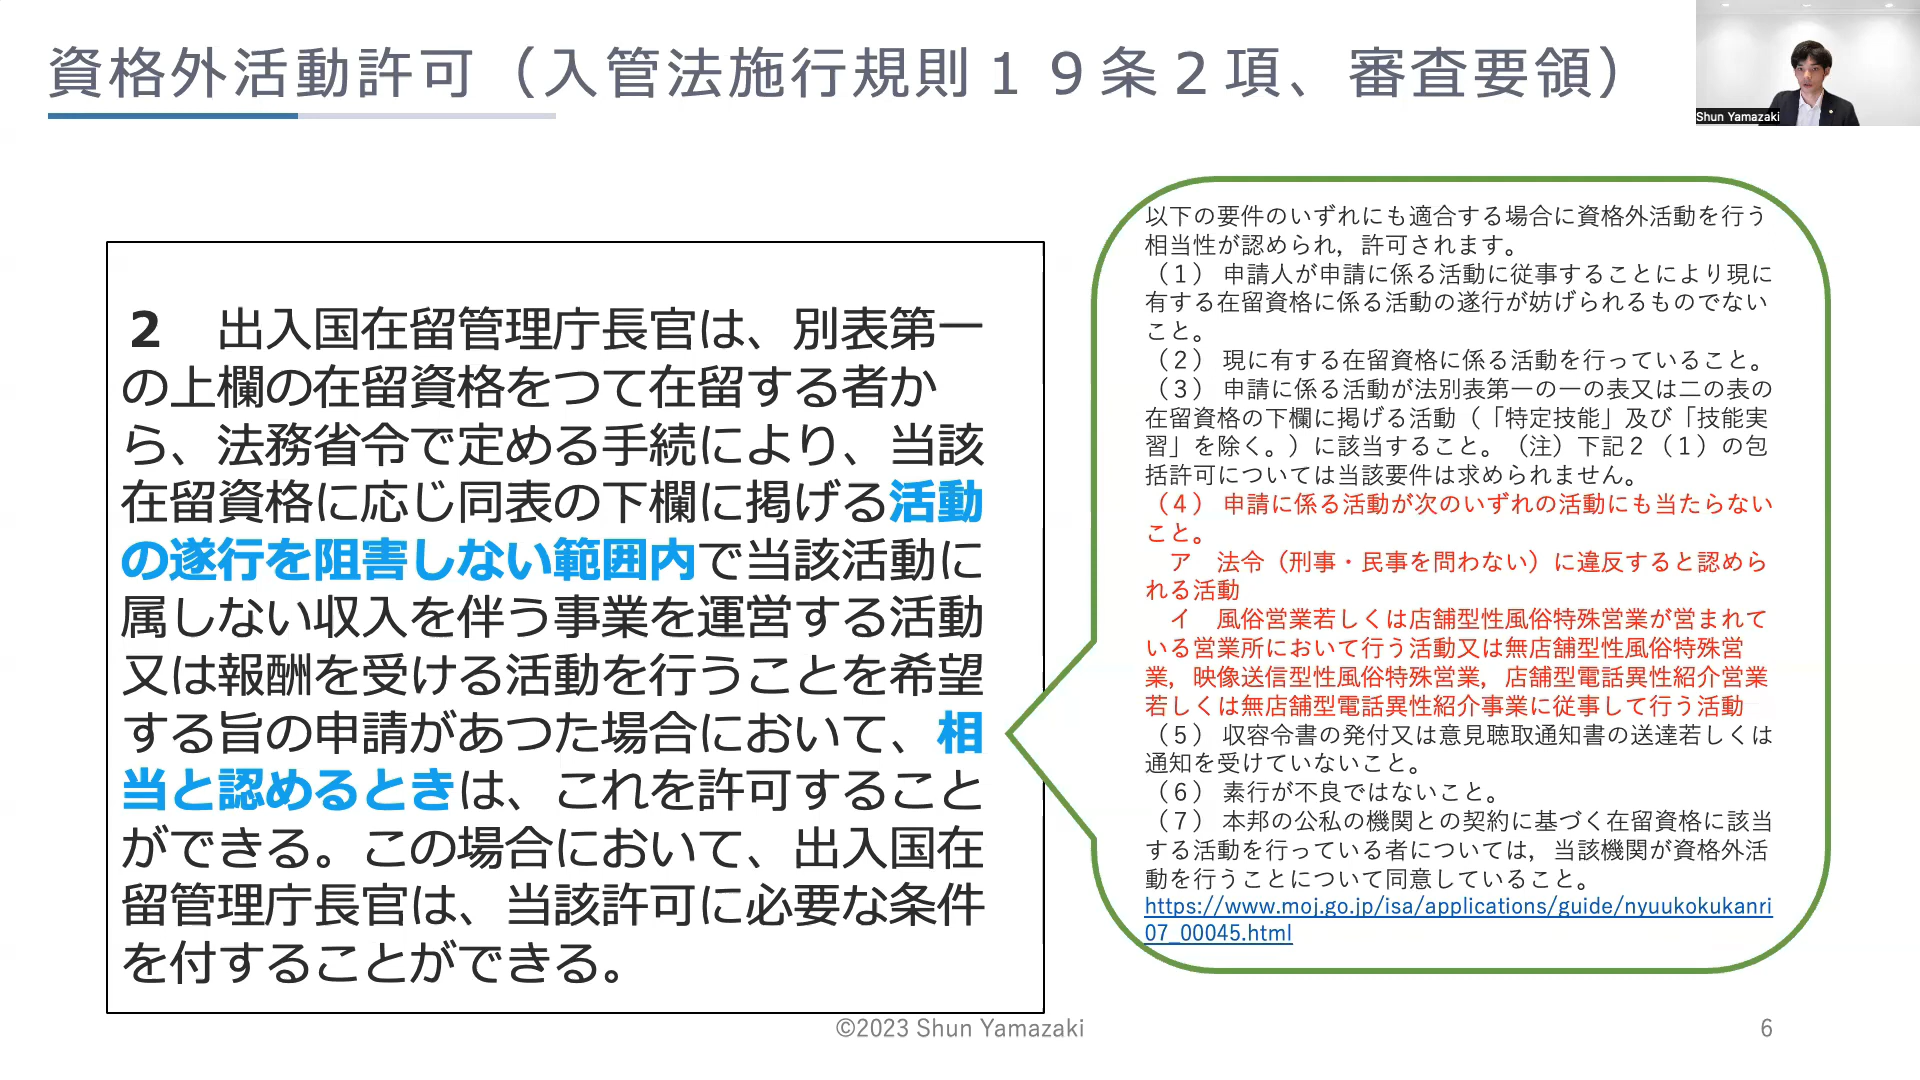 資格外活動許可（入管法施行規則１９条２項、審査要領）
Shun Yamazaki
２　出入国在留管理庁長官は、別表第一
の上欄の在留資格をつて在留する者か
ら、法務省令で定める手続により、当該
在留資格に応じ同表の下欄に掲げる活動
の遂行を阻害しない範囲内で当該活動に
属しない収入を伴う事業を運営する活動
又は報酬を受ける活動を行うことを希望
する旨の申請があつた場合において、相
当と認めるときは、これを許可すること
ができる。この場合において、出入国在
留管理庁長官は、当該許可に必要な条件
を付することができる。
以下の要件のいずれにも適合する場合に資格外活動を行う
相当性が認められ，許可されます。
（１） 申請人が申請に係る活動に従事することにより現に
有する在留資格に係る活動の遂行が妨げられるものでない
こと。
（２） 現に有する在留資格に係る活動を行っていること。
（３） 申請に係る活動が法別表第一の一の表又は二の表の
在留資格の下欄に掲げる活動（「特定技能」及び「技能実
習」を除く。）に該当すること。（注）下記２（１）の包
括許可については当該要件は求められません。
（４） 申請に係る活動が次のいずれの活動にも当たらない
こと。
　ア　法令（刑事・民事を問わない）に違反すると認めら
れる活動
　イ　風俗営業若しくは店舗型性風俗特殊営業が営まれて
いる営業所において行う活動又は無店舗型性風俗特殊営
業，映像送信型性風俗特殊営業，店舗型電話異性紹介営業
若しくは無店舗型電話異性紹介事業に従事して行う活動
（５） 収容令書の発付又は意見聴取通知書の送達若しくは
通知を受けていないこと。
（６） 素行が不良ではないこと。
（７） 本邦の公私の機関との契約に基づく在留資格に該当
する活動を行っている者については，当該機関が資格外活
動を行うことについて同意していること。
https://www.moj.go.jp/isa/applications/guide/nyuukokukanri
07_00045.html
©2023 Shun Yamazaki
6